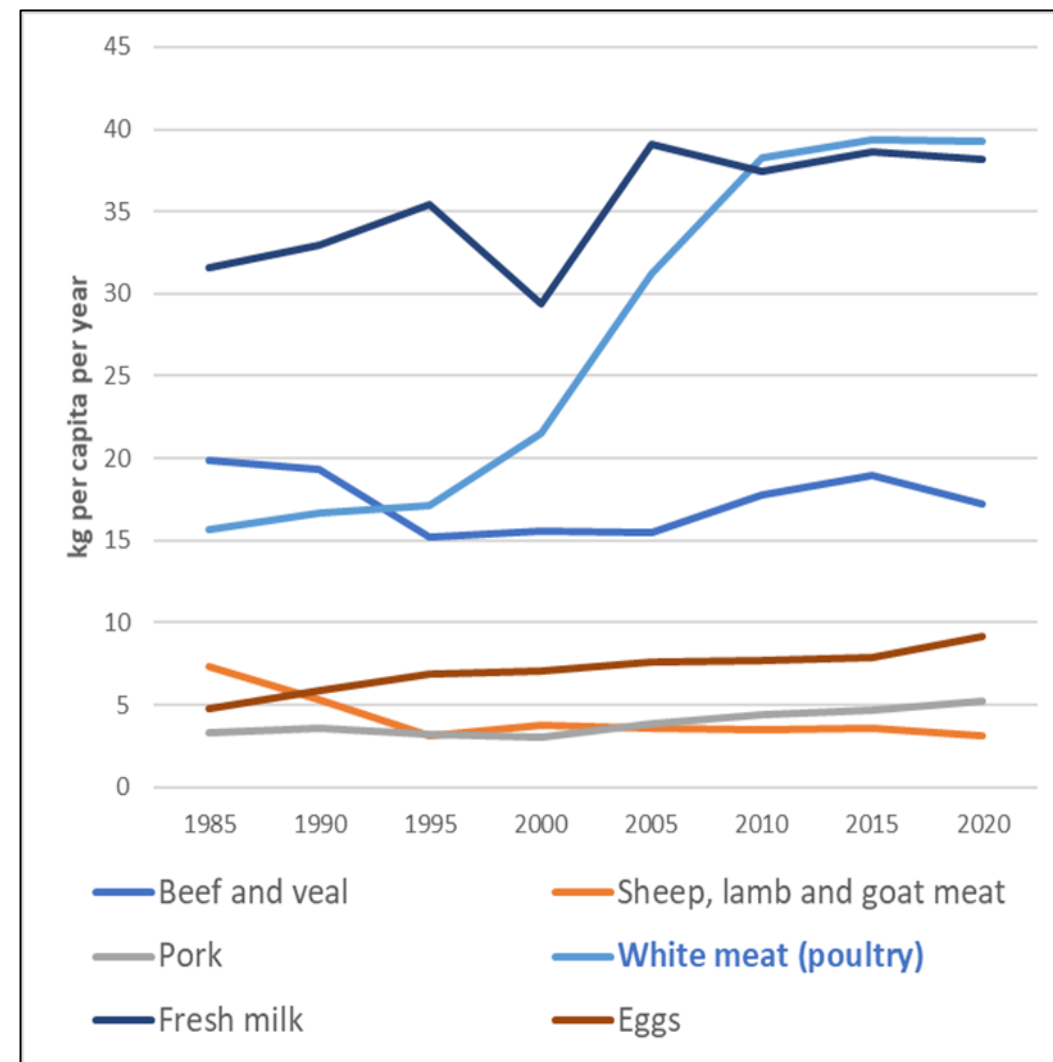 45
40
35
30
25
20
15
10
5
0
kg per capita per year
1985 1990 1995 2000 2005 2010 2015 2020
Beef and veal Sheep, lamb and goat meat
Pork White meat (poultry)
Fresh milk Eggs